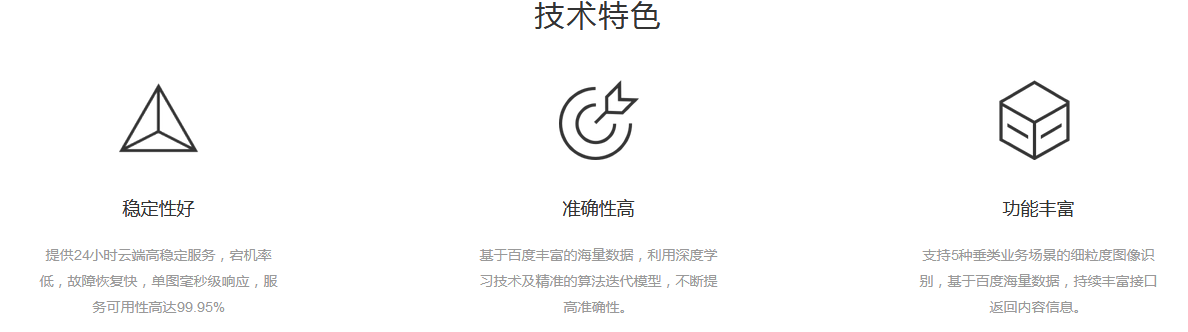 技术特色
稳定性好
提供24小时云端高稳定服务，宕机率
低，故障恢复快，单图毫秒级响应，服
务可用性高达99.95%
准确性高
基于百度丰富的海量数据，利用深度学
习技术及精准的算法迭代模型，不断提
高准确性。
功能丰富
支持5种垂类业务场景的细粒度图像识
别，基于百度海量数据，持续丰富接口
返回内容信息。